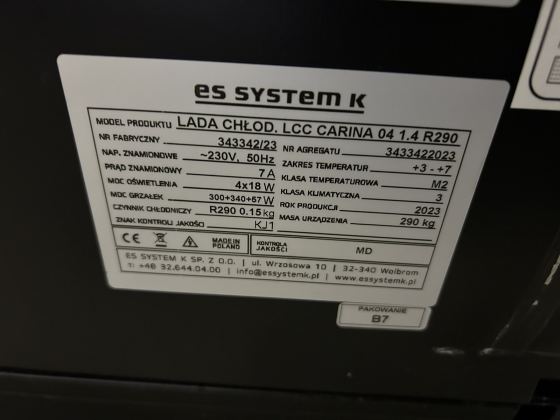 ES SYSTEM K
MODEL PRODUKTU LADA CHŁOD. LCC CARINA 04 1.4 R290
NR FABRYCZNY 343342/23
NAP. ZNAMIONOWE ~230V, 50Hz
PRĄD ZNAMIONOWY 7 A
MOC OŚWIETLENIA 4x18 W
MOC GRZAŁEK 300+340+57 W
CZYNNIK CHŁODNICZY R290 0.15 kg
ZNAK KONTROLI JAKOŚCI KJ1
NR AGREGATU 3433422023
ZAKRES TEMPERATUR +3 - +7
KLASA TEMPERATUROWA M2
KLASA KLIMATYCZNA 3
ROK PRODUKCJI 2023
MASA URZĄDZENIA 290 kg
CE MADE IN POLAND
KONTROLA JAKOŚCI MD
ES SYSTEM K SP. Z O.O. | ul. Wrzosowa 10 | 32-340 Wolbrom
T: +48 32.644.04.00 | info@essystemk.pl | www.essystemk.pl
PAKOWANIE
B7